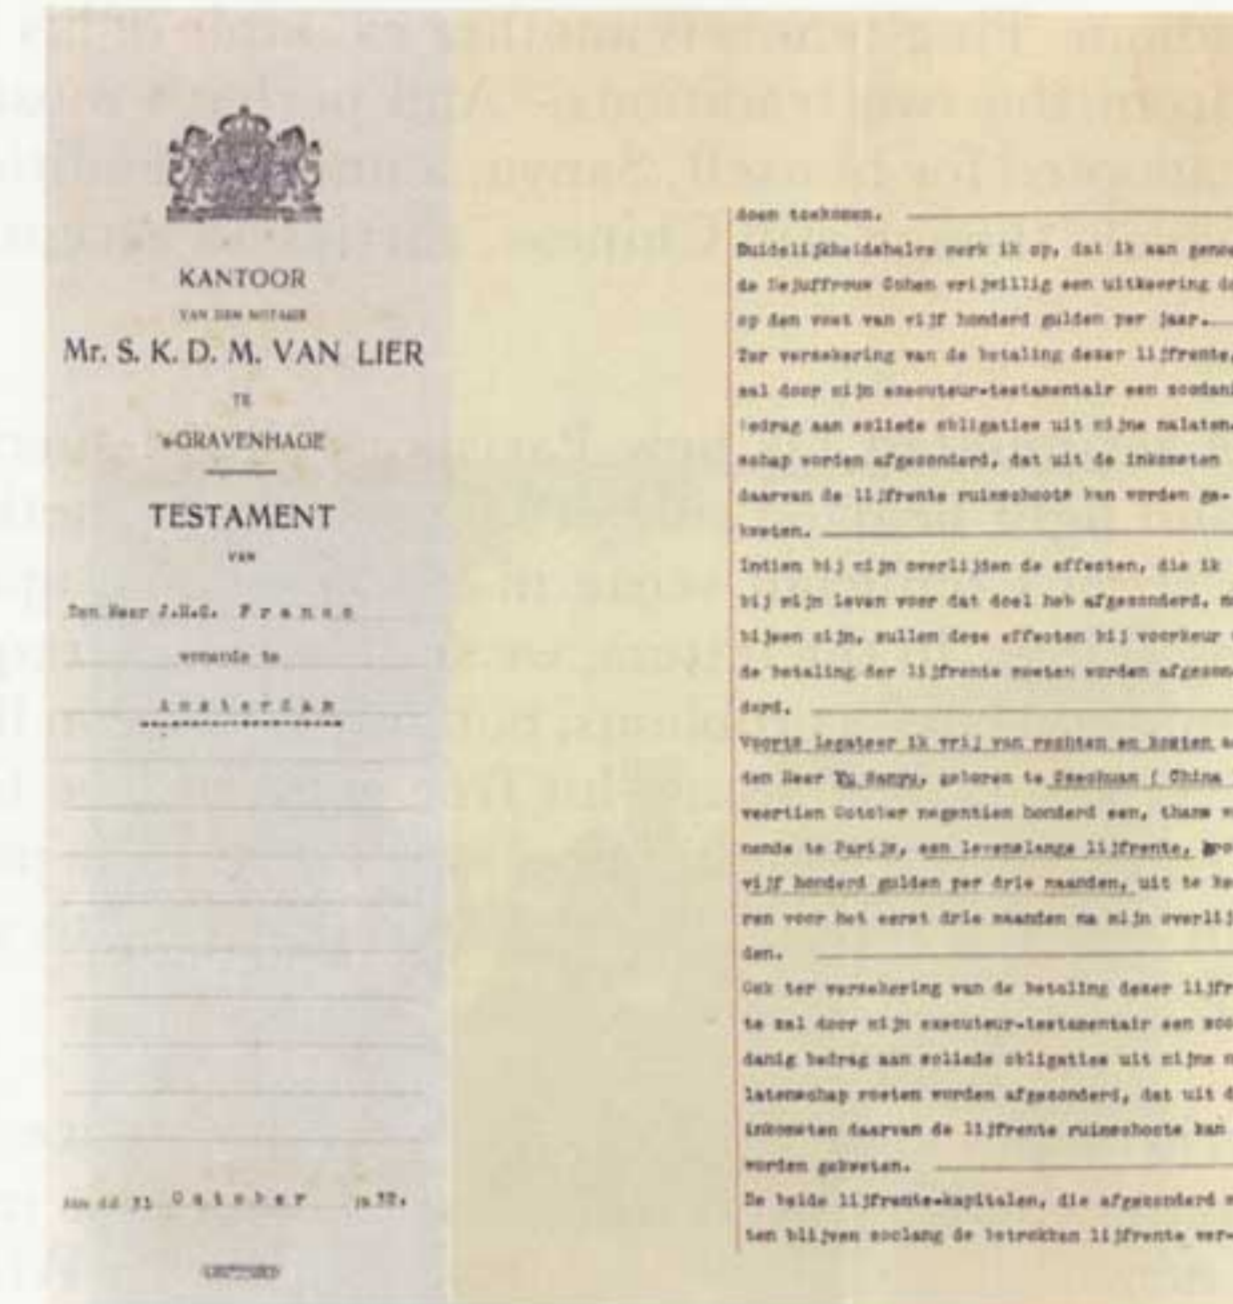 KANTOOR
VAN DEN NOTARIS
Mr. S. K. D. M. VAN LIER
TE
's-GRAVENHAGE
TESTAMENT
VAN
Den Heer J.H.G. Franco
wonende te
Amsterdam
31 October 1932.
doen toekomen.
Duidelijkheidshalve merk ik op, dat ik aan
de Mejuffrouw Cohen vrijwillig een uitkeering
op den voet van vijf honderd gulden per jaar.
Ter verzekering van de betaling dezer lijfrente,
zal door mijn executeur-testamentair een
bedrag aan soliede obligaties uit mijne nalaten-
schap worden afgezonderd, dat uit de inkomsten
daarvan de lijfrente ruimschoots kan worden ge-
kweten.
Indien bij mijn overlijden de effecten, die ik
bij mijn leven voor dat doel heb afgezonderd,
bijeen zijn, zullen deze effecten bij voorkeur
de betaling der lijfrente moeten worden afgezon
derd.
Voorts legateer ik vrij van rechten en kosten
den Heer Yu Sanyu, geboren te Szechuan ( China
veertien October negentien honderd een, thans
nende te Parijs, een levenslange lijfrente,
vijf honderd gulden per drie maanden, uit te
ren voor het eerst drie maanden na mijn overlij
den.
Ook ter verzekering van de betaling dezer lijfr
te zal door mijn executeur-testamentair een
danig bedrag aan soliede obligaties uit mijne
latenschap moeten worden afgezonderd, dat uit d
inkomsten daarvan de lijfrente ruimschoots kan
worden gekweten.
De beide lijfrente-kapitalen, die afgezonderd
ten blijven zoolang de betrokken lijfrente ver-